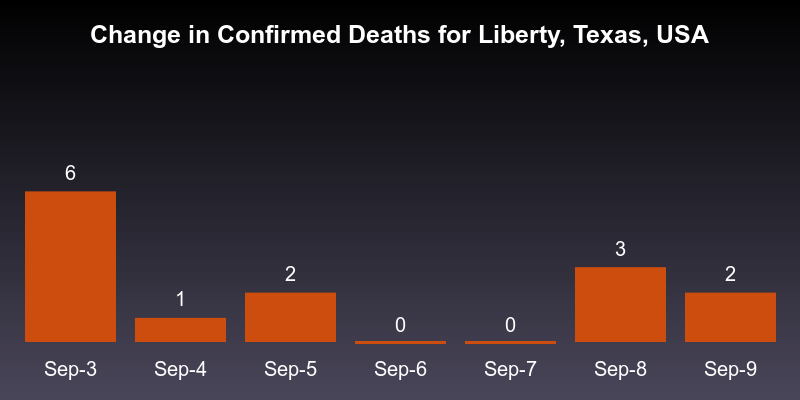 Change in Confirmed Deaths for Liberty, Texas, USA
6
1
2
0
0
3
2
Sep-3
Sep-4
Sep-5
Sep-6
Sep-7
Sep-8
Sep-9